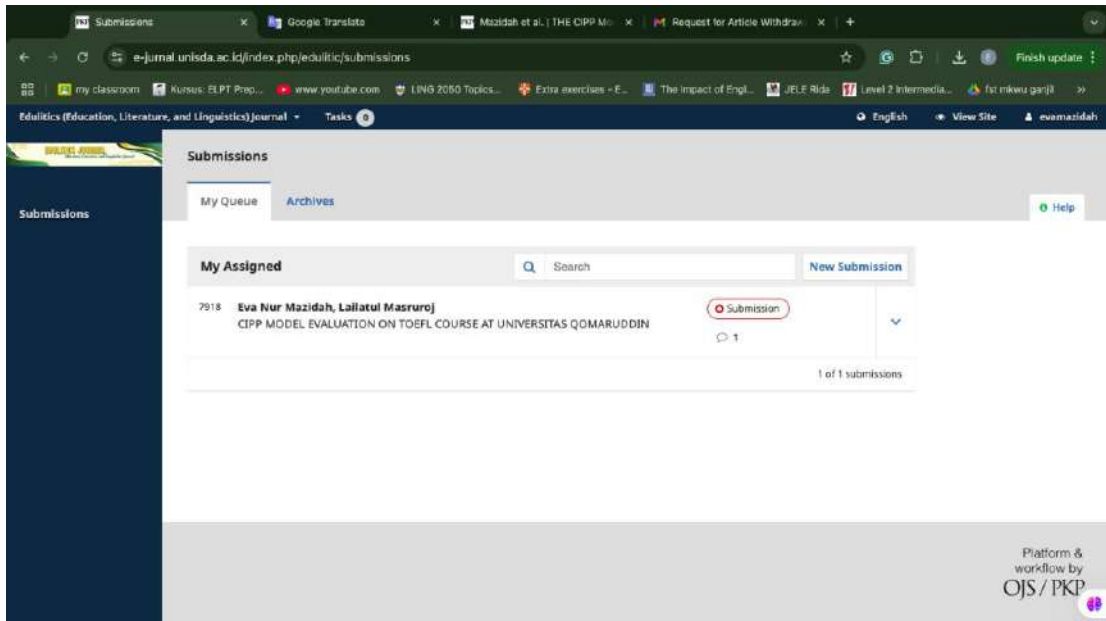 Submissions
Google Translate
Mazidah et al. | THE CIPP Mo
Request for Article Withdraw
e-jurnal.unisda.ac.id/index.php/edulitic/submissions
Finish update
my classroom
Kursus: ELPT Prep...
www.youtube.com
LING 2050 Topics...
Extra exercises - E...
The Impact of Engl...
JELE Ride
Level 2 Intermedia...
fst mkwu ganjil
Edulitics (Education, Literature, and Linguistics) Journal
Tasks 0
English
View Site
evamazidah
Submissions
My Queue
Archives
Submissions
Help
My Assigned
Search
New Submission
7918
Eva Nur Mazidah, Lailatul Masruroj
Submission
CIPP MODEL EVALUATION ON TOEFL COURSE AT UNIVERSITAS QOMARUDDIN
1
1 of 1 submissions
Platform &
workflow by
OJS / PKP